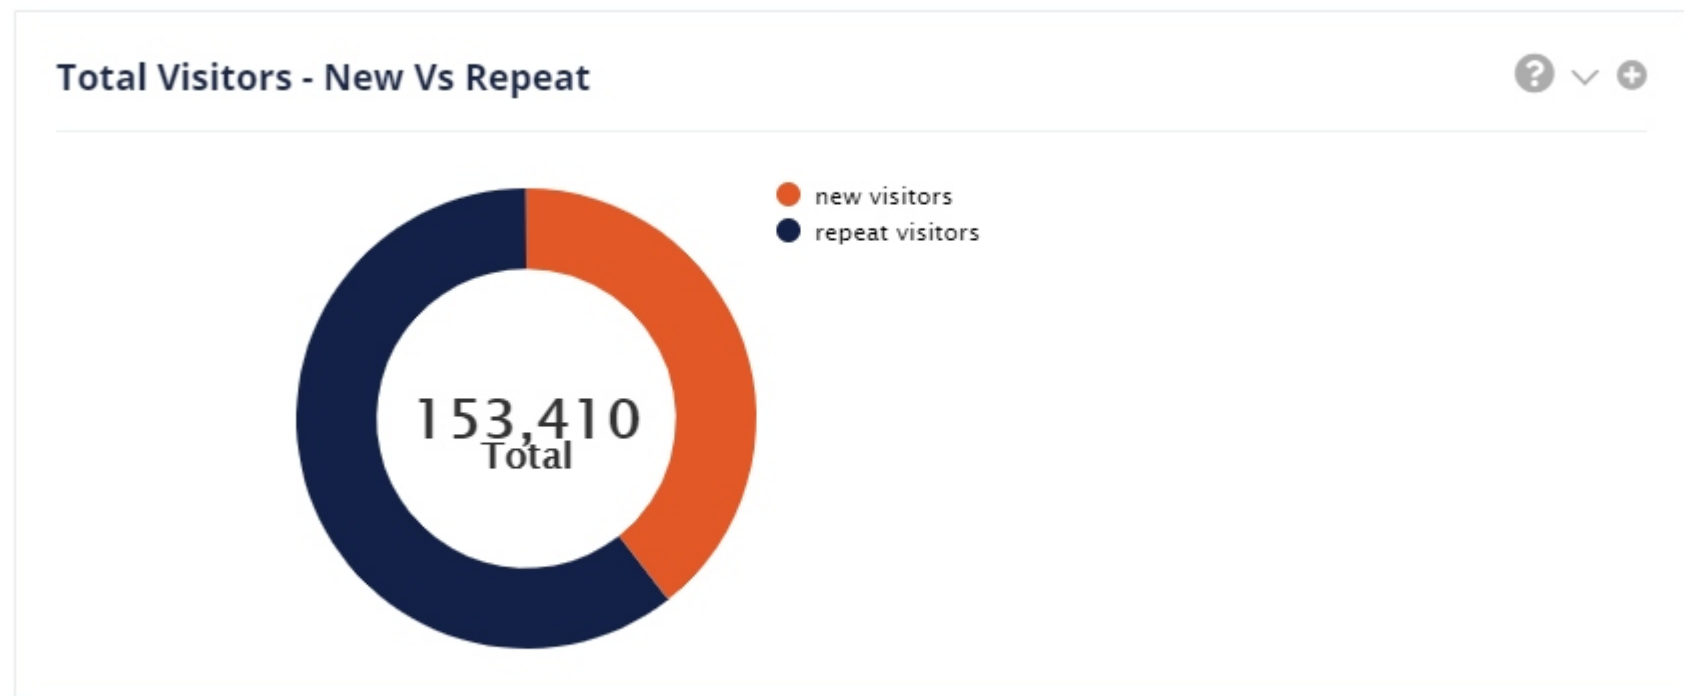 Total Visitors - New Vs Repeat
?
new visitors
repeat visitors
153,410
Total